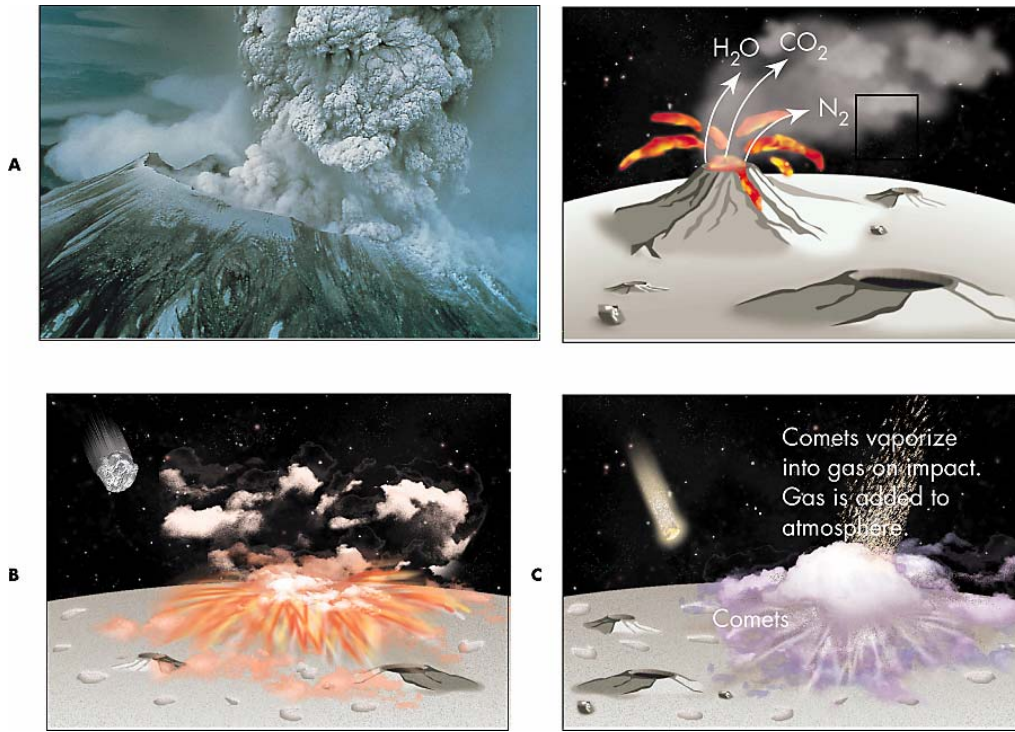 A
H₂O
CO₂
N₂
B
C
Comets vaporize
into gas on impact.
Gas is added to
atmosphere.
Comets